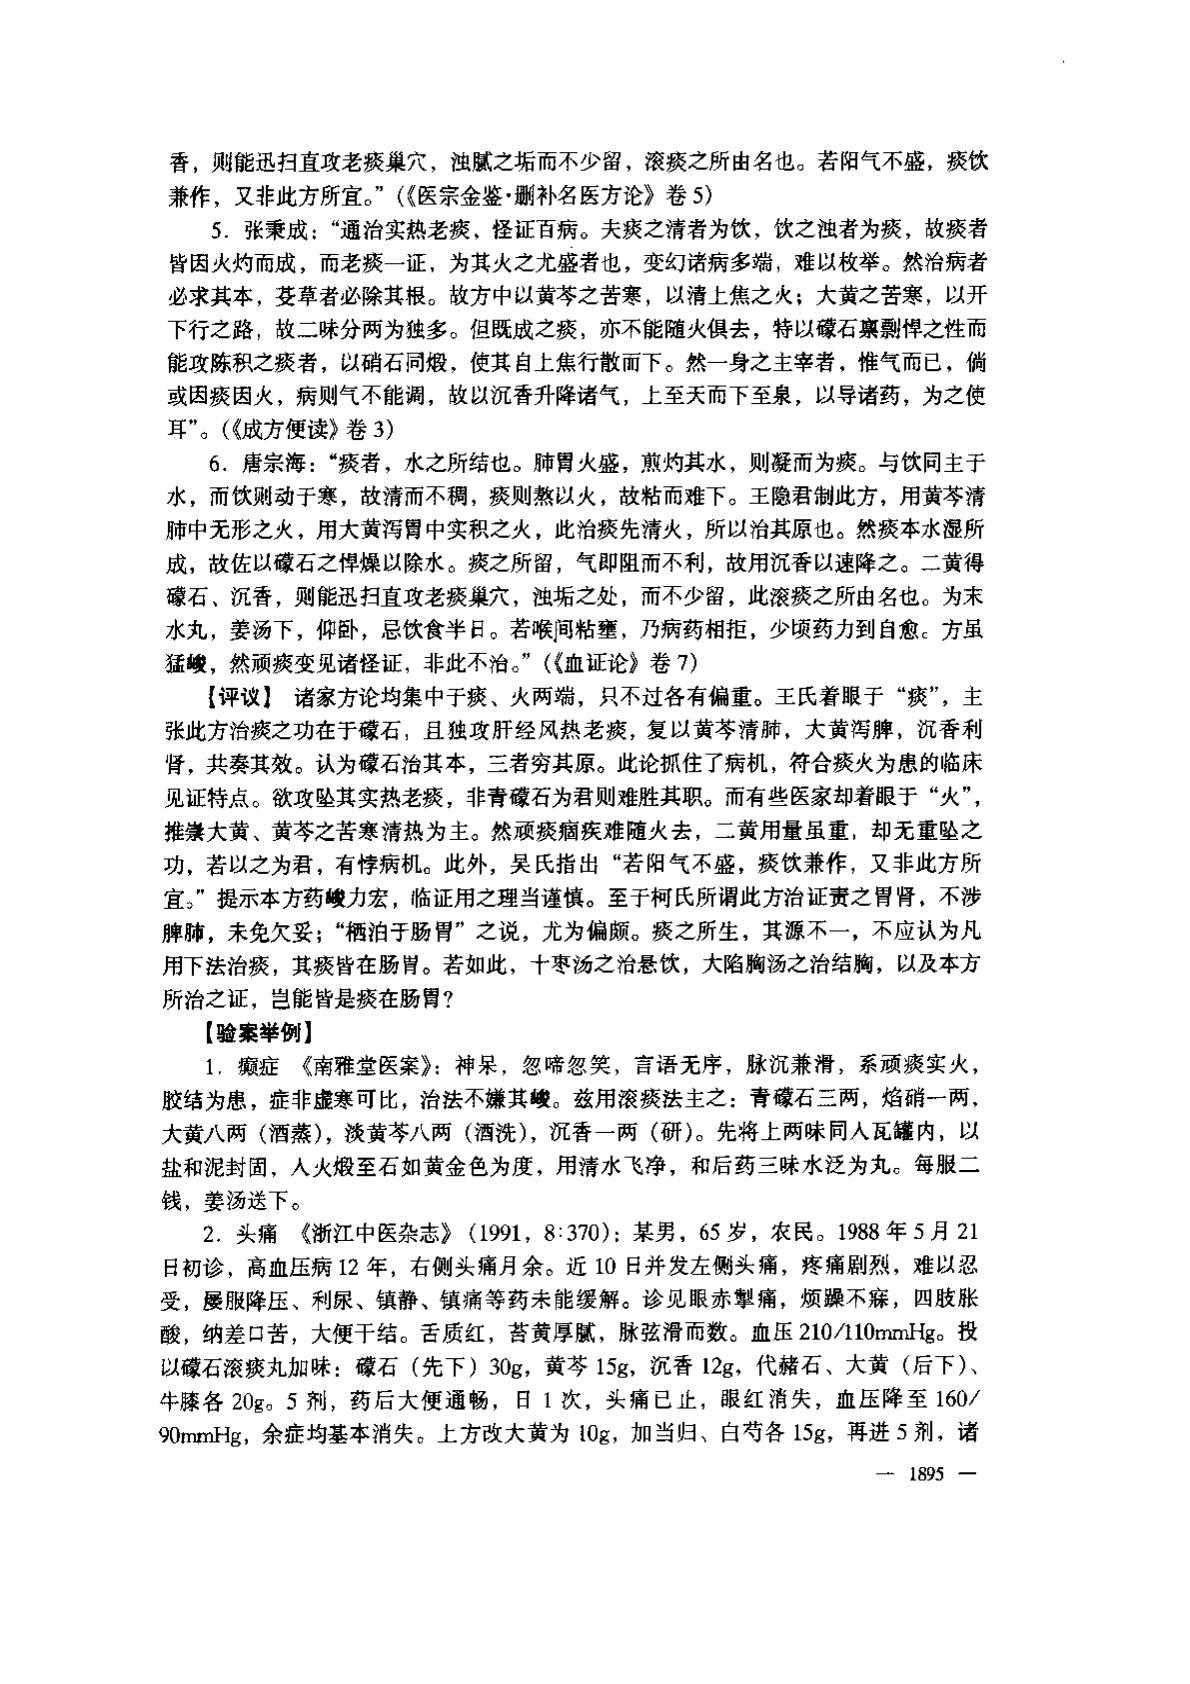 香，则能迅扫直攻老痰巢穴，浊腻之垢而不少留，滚痰之所由名也。若阳气不盛，痰饮
兼作，又非此方所宜。”（《医宗金鉴·删补名医方论》卷 5）
5．张秉成：“通治实热老痰，怪证百病。夫痰之清者为饮，饮之浊者为痰，故痰者
皆因火灼而成，而老痰一证，为其火之尤盛者也，变幻诸病多端，难以枚举。然治病者
必求其本，芟草者必除其根。故方中以黄芩之苦寒，以清上焦之火；大黄之苦寒，以开
下行之路，故二味分两为独多。但既成之痰，亦不能随火俱去，特以礞石禀剽悍之性而
能攻陈积之痰者，以硝石同煅，使其自上焦行散而下。然一身之主宰者，惟气而已，倘
或因痰因火，病则气不能调，故以沉香升降诸气，上至天而下至泉，以导诸药，为之使
耳”。（《成方便读》卷 3）
6．唐宗海：“痰者，水之所结也。肺胃火盛，煎灼其水，则凝而为痰。与饮同主于
水，而饮则动于寒，故清而不稠，痰则熬以火，故粘而难下。王隐君制此方，用黄芩清
肺中无形之火，用大黄泻胃中实积之火，此治痰先清火，所以治其原也。然痰本水湿所
成，故佐以礞石之悍燥以除水。痰之所留，气即阻而不利，故用沉香以速降之。二黄得
礞石、沉香，则能迅扫直攻老痰巢穴，浊垢之处，而不少留，此滚痰之所由名也。为末
水丸，姜汤下，仰卧，忌饮食半日。若喉间粘壅，乃病药相拒，少顷药力到自愈。方虽
猛峻，然顽痰变见诸怪证，非此不治。”（《血证论》卷 7）
【评议】 诸家方论均集中于痰、火两端，只不过各有偏重。王氏着眼于“痰”，主
张此方治痰之功在于礞石，且独攻肝经风热老痰，复以黄芩清肺，大黄泻脾，沉香利
肾，共奏其效。认为礞石治其本，三者穷其原。此论抓住了病机，符合痰火为患的临床
见证特点。欲攻坠其实热老痰，非青礞石为君则难胜其职。而有些医家却着眼于“火”，
推崇大黄、黄芩之苦寒清热为主。然顽痰痼疾难随火去，二黄用量虽重，却无重坠之
功，若以之为君，有悖病机。此外，吴氏指出“若阳气不盛，痰饮兼作，又非此方所
宜。”提示本方药峻力宏，临证用之理当谨慎。至于柯氏所谓此方治证责之胃肾，不涉
脾肺，未免欠妥；“栖泊于肠胃”之说，尤为偏颇。痰之所生，其源不一，不应认为凡
用下法治痰，其痰皆在肠胃。若如此，十枣汤之治悬饮，大陷胸汤之治结胸，以及本方
所治之证，岂能皆是痰在肠胃？
【验案举例】
1．癫症 《南雅堂医案》：神呆，忽啼忽笑，言语无序，脉沉兼滑，系顽痰实火，
胶结为患，症非虚寒可比，治法不嫌其峻。兹用滚痰法主之：青礞石三两，焰硝一两，
大黄八两（酒蒸），淡黄芩八两（酒洗），沉香一两（研）。先将上两味同入瓦罐内，以
盐和泥封固，入火煅至石如黄金色为度，用清水飞净，和后药三味水泛为丸。每服二
钱，姜汤送下。
2．头痛 《浙江中医杂志》（1991，8:370）：某男，65 岁，农民。1988 年 5 月 21
日初诊，高血压病 12 年，右侧头痛月余。近 10 日并发左侧头痛，疼痛剧烈，难以忍
受，屡服降压、利尿、镇静、镇痛等药未能缓解。诊见眼赤掣痛，烦躁不寐，四肢胀
酸，纳差口苦，大便干结。舌质红，苔黄厚腻，脉弦滑而数。血压 210/110mmHg。投
以礞石滚痰丸加味：礞石（先下）30g，黄芩 15g，沉香 12g，代赭石、大黄（后下）、
牛膝各 20g。5 剂，药后大便通畅，日 1 次，头痛已止，眼红消失，血压降至 160/
90mmHg，余症均基本消失。上方改大黄为 10g，加当归、白芍各 15g，再进 5 剂，诸
— 1895 —